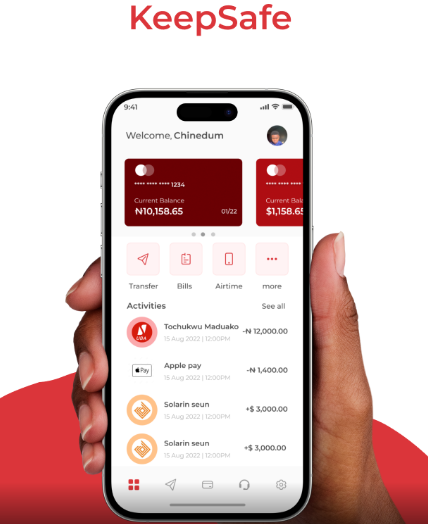 KeepSafe
9:41
Welcome, Chinedum
**** **** **** 1234
Current Balance
₦10,158.65
01/22
**** **** ****
Current Bala
$1,158.65
Transfer
Bills
Airtime
more
Activities
See all
UBA
Tochukwu Maduako
-₦ 12,000.00
15 Aug 2022 | 12:00PM
Pay
Apple pay
-₦ 1,400.00
15 Aug 2022 | 12:00PM
Solarin seun
+$ 3,000.00
15 Aug 2022 | 12:00PM
Solarin seun
+$ 3,000.00
15 Aug 2022 | 12:00PM